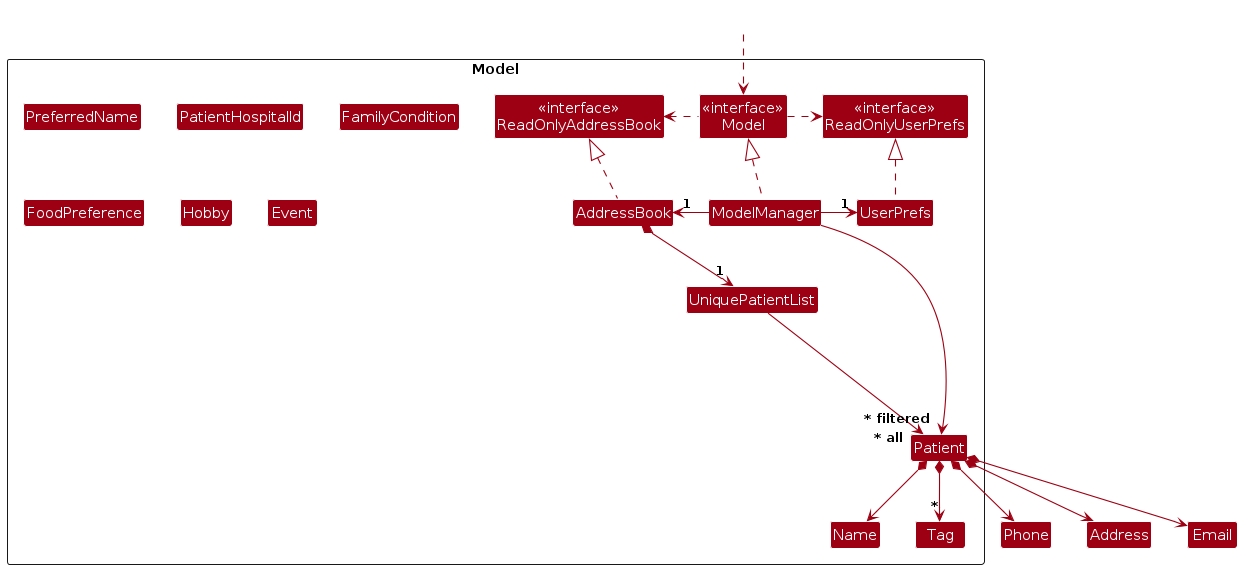 Model
PreferredName
PatientHospitalId
FamilyCondition
«interface»
ReadOnlyAddressBook
«interface»
Model
«interface»
ReadOnlyUserPrefs
FoodPreference
Hobby
Event
AddressBook
1
ModelManager
1
UserPrefs
1
UniquePatientList
* filtered
* all
Patient
*
Name
Tag
Phone
Address
Email